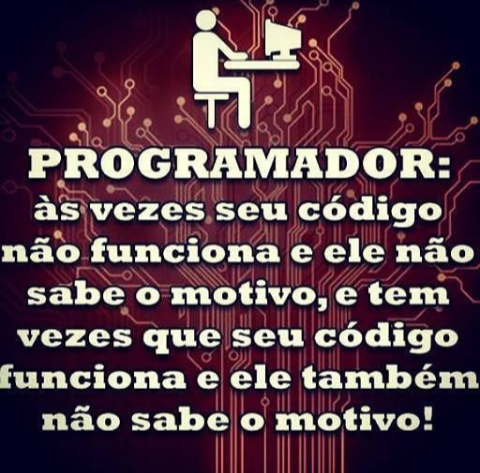 PROGRAMADOR:
às vezes seu código
não funciona e ele não
sabe o motivo, e tem
vezes que seu código
funciona e ele também
não sabe o motivo!